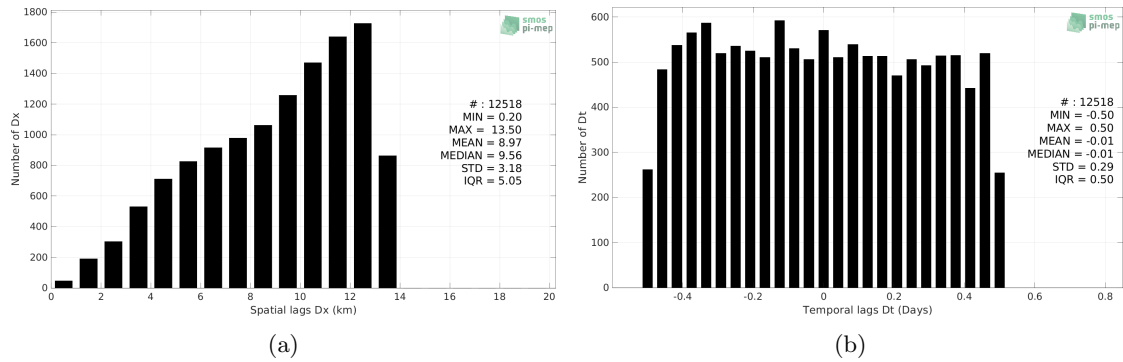 1800
1600
1400
1200
1000
800
600
400
200
0
Number of Dx
0 2 4 6 8 10 12 14 16 18 20
Spatial lags Dx (km)
smos
pi-mep
# : 12518
MIN = 0.20
MAX = 13.50
MEAN = 8.97
MEDIAN = 9.56
STD = 3.18
IQR = 5.05
(a)
600
500
400
300
200
100
0
Number of Dt
-0.4 -0.2 0 0.2 0.4 0.6 0.8
Temporal lags Dt (Days)
smos
pi-mep
# : 12518
MIN = -0.50
MAX = 0.50
MEAN = -0.01
MEDIAN = -0.01
STD = 0.29
IQR = 0.50
(b)